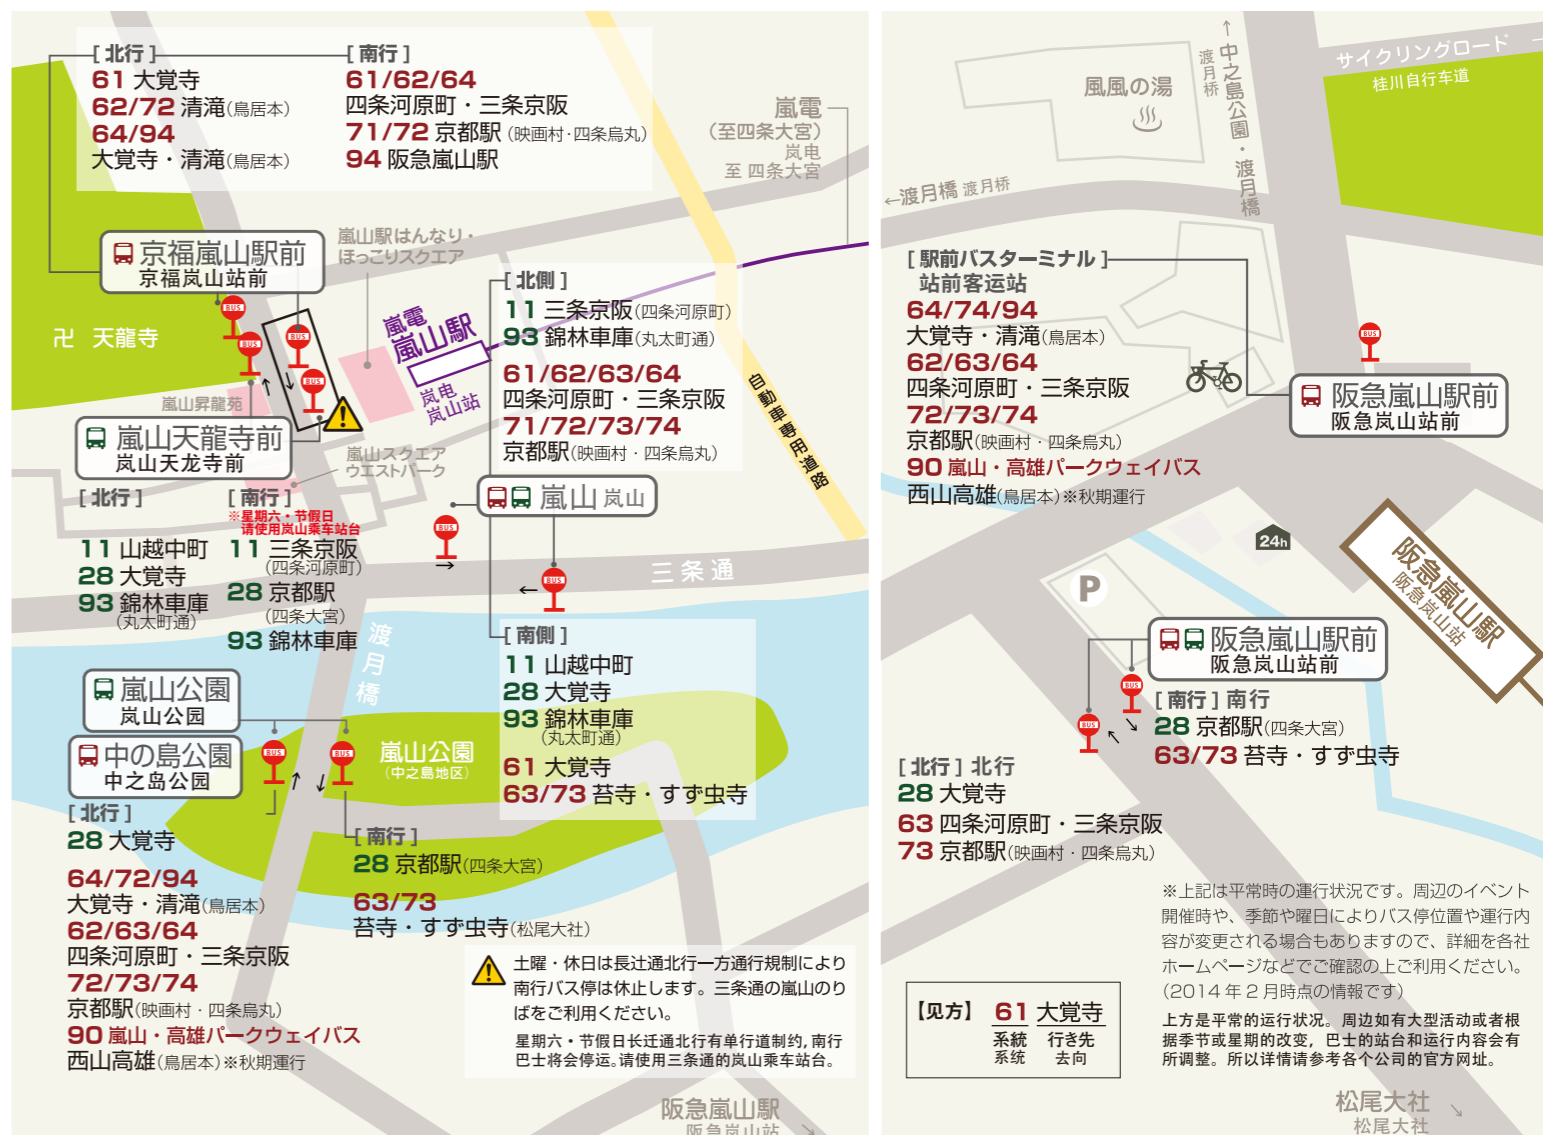 [ 北行 ]
61 大覚寺
62/72 清滝(鳥居本)
64/94
大覚寺・清滝(鳥居本)
[ 南行 ]
61/62/64
四条河原町・三条京阪
71/72 京都駅 (映画村・四条烏丸)
94 阪急嵐山駅
嵐電
(至四条大宮)
岚电
至 四条大宮
京福嵐山駅前
京福岚山站前
嵐山駅はんなり・
ほっこりスクエア
卍 天龍寺
BUS
BUS
BUS
BUS
嵐電
嵐山駅
岚电
岚山站
嵐山昇龍苑
嵐山天龍寺前
岚山天龙寺前
嵐山スクエア
ウエストパーク
自動車専用道路
[ 北側 ]
11 三条京阪(四条河原町)
93 錦林車庫(丸太町通)
61/62/63/64
四条河原町・三条京阪
71/72/73/74
京都駅(映画村・四条烏丸)
嵐山 岚山
BUS
BUS
三条通
[ 北行 ]
11 山越中町
28 大覚寺
93 錦林車庫
(丸太町通)
[ 南行 ]
※星期六・节假日
请使用岚山乘车站台
11 三条京阪
(四条河原町)
28 京都駅
(四条大宮)
93 錦林車庫
渡月橋
[ 南側 ]
11 山越中町
28 大覚寺
93 錦林車庫
(丸太町通)
61 大覚寺
63/73 苔寺・すず虫寺
嵐山公園
岚山公园
中の島公園
中之岛公园
BUS
BUS
嵐山公園
(中之島地区)
[ 北行 ]
28 大覚寺
64/72/94
大覚寺・清滝(鳥居本)
62/63/64
四条河原町・三条京阪
72/73/74
京都駅(映画村・四条烏丸)
90 嵐山・高雄パークウェイバス
西山高雄(鳥居本)※秋期運行
[ 南行 ]
28 京都駅(四条大宮)
63/73
苔寺・すず虫寺(松尾大社)
土曜・休日は長辻通北行一方通行規制により
南行バス停は休止します。三条通の嵐山のり
ばをご利用ください。
星期六・节假日长迁通北行有单行道制约,南行
巴士将会停运。请使用三条通的岚山乘车站台。
阪急嵐山駅
阪急岚山站
↑中之島公園・渡月橋
渡月桥
サイクリングロード →
桂川自行车道
風風の湯
←渡月橋 渡月桥
[ 駅前バスターミナル ]
站前客运站
64/74/94
大覚寺・清滝(鳥居本)
62/63/64
四条河原町・三条京阪
72/73/74
京都駅(映画村・四条烏丸)
90 嵐山・高雄パークウェイバス
西山高雄(鳥居本)※秋期運行
BUS
阪急嵐山駅前
阪急岚山站前
24h
P
阪急嵐山駅
阪急岚山站
阪急嵐山駅前
阪急岚山站前
BUS
BUS
[ 南行 ] 南行
28 京都駅(四条大宮)
63/73 苔寺・すず虫寺
[ 北行 ] 北行
28 大覚寺
63 四条河原町・三条京阪
73 京都駅(映画村・四条烏丸)
※上記は平常時の運行状況です。周辺のイベント
開催時や、季節や曜日によりバス停位置や運行内
容が変更される場合もありますので、詳細を各社
ホームページなどでご確認の上ご利用ください。
(2014 年 2 月時点の情報です)
上方是平常的运行状况。周边如有大型活动或者根
据季节或星期的改变，巴士的站台和运行内容会有
所调整。所以详情请参考各个公司的官方网址。
【见方】
61 大覚寺
系統 行き先
系统 去向
松尾大社
松尾大社